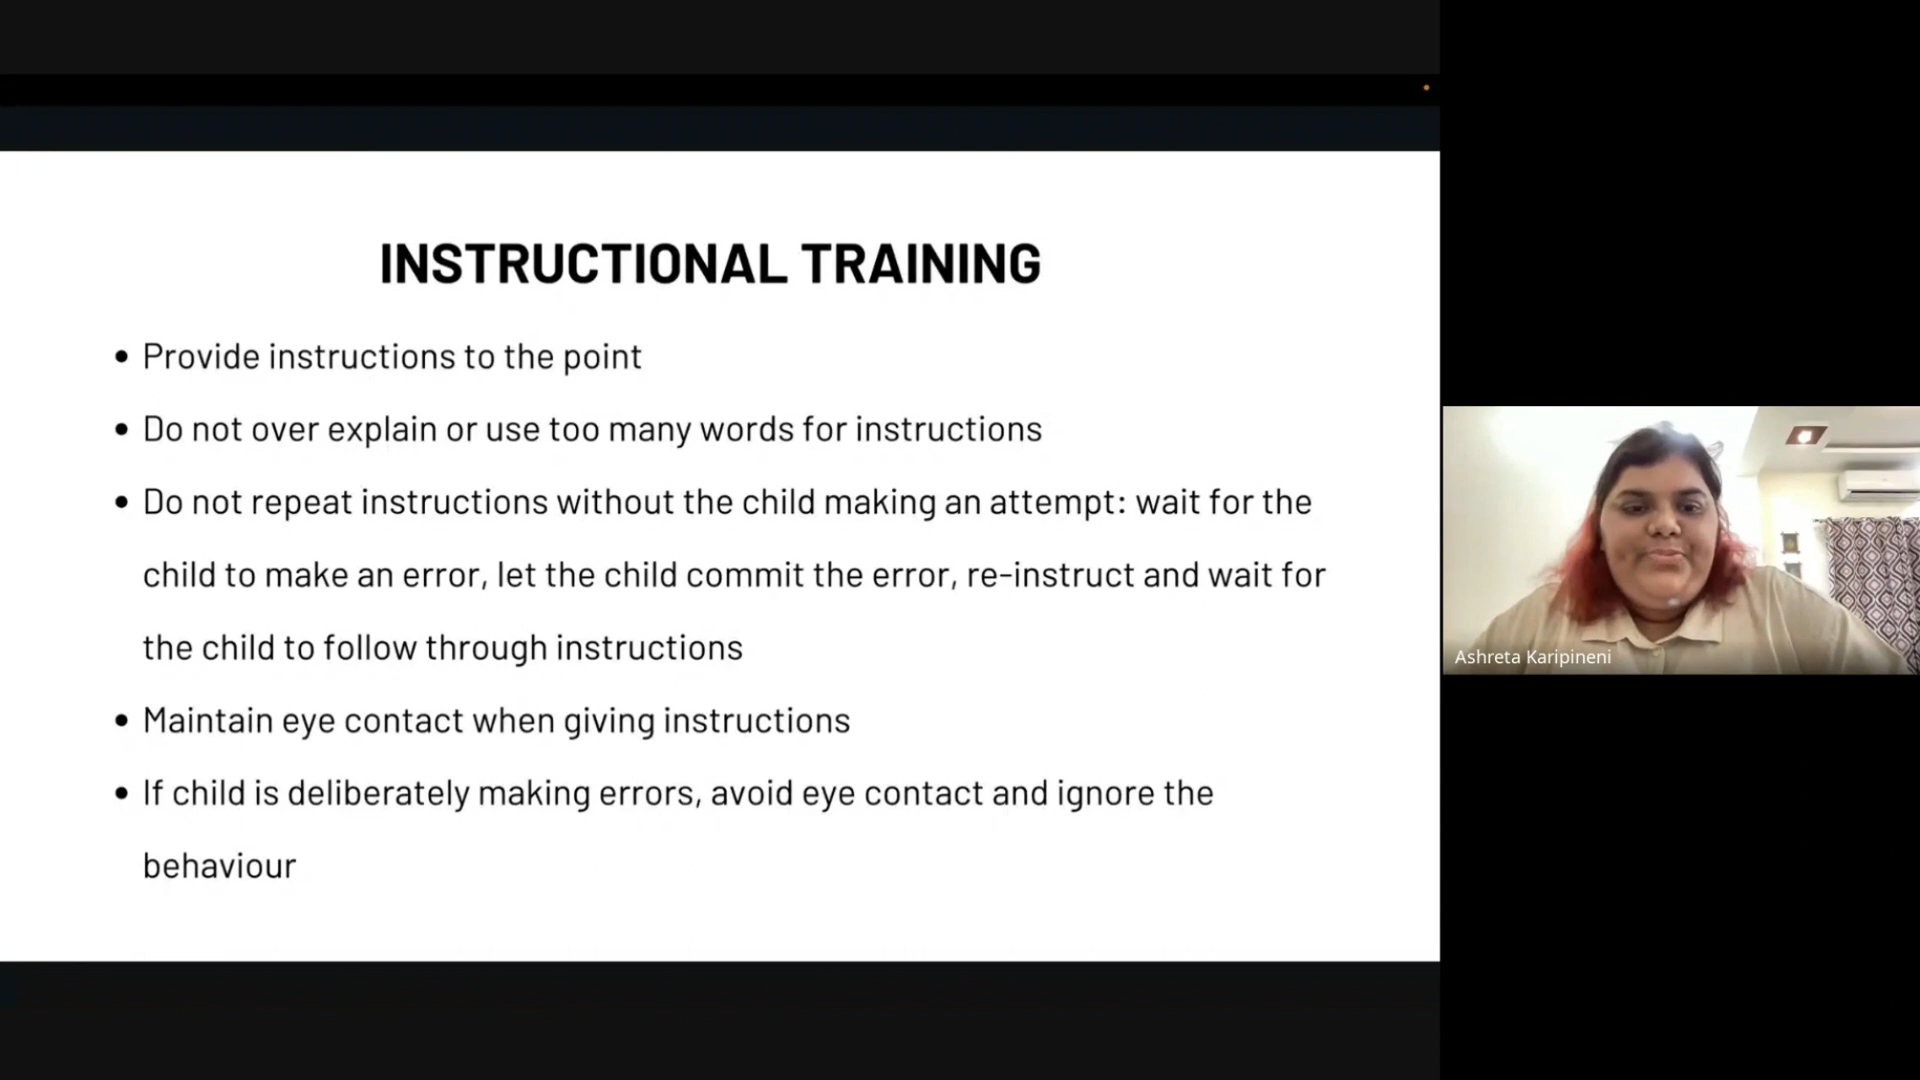 INSTRUCTIONAL TRAINING
• Provide instructions to the point
• Do not over explain or use too many words for instructions
• Do not repeat instructions without the child making an attempt: wait for the
child to make an error, let the child commit the error, re-instruct and wait for
the child to follow through instructions
• Maintain eye contact when giving instructions
• If child is deliberately making errors, avoid eye contact and ignore the
behaviour
Ashreta Karipineni